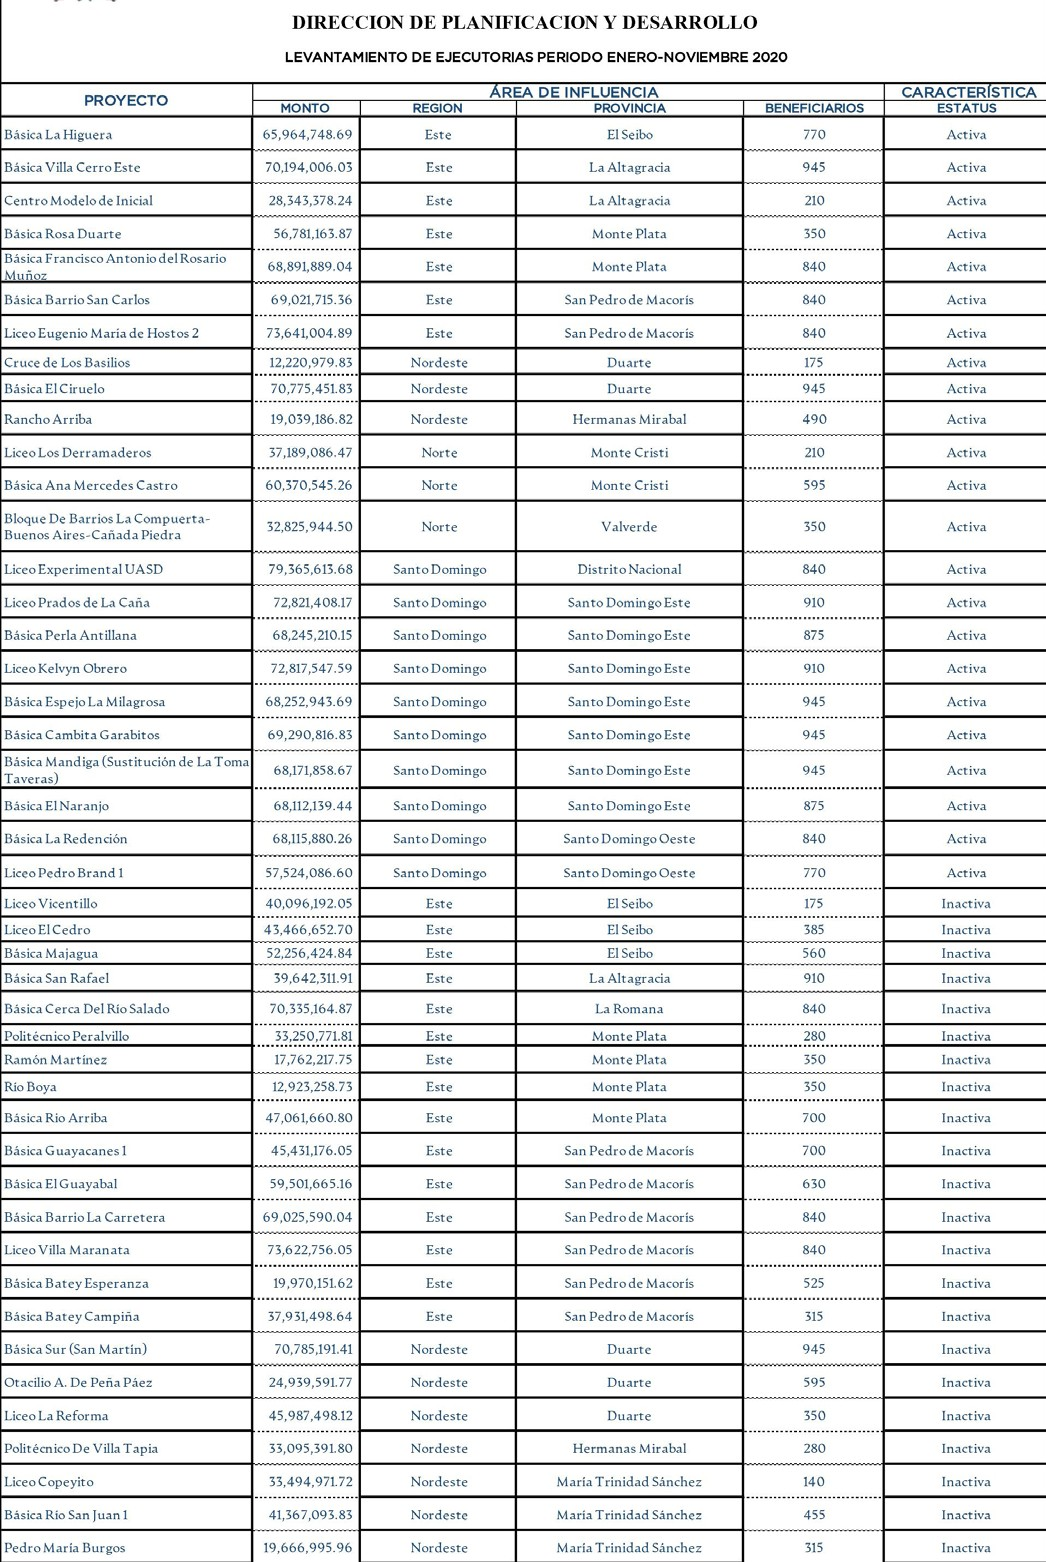 DIRECCION DE PLANIFICACION Y DESARROLLO
LEVANTAMIENTO DE EJECUTORIAS PERIODO ENERO-NOVIEMBRE 2020
PROYECTO ÁREA DE INFLUENCIA CARACTERÍSTICA
MONTO REGION PROVINCIA BENEFICIARIOS ESTATUS
Básica La Higuera 65,964,748.69 Este El Seibo 770 Activa
Básica Villa Cerro Este 70,194,006.03 Este La Altagracia 945 Activa
Centro Modelo de Inicial 28,343,378.24 Este La Altagracia 210 Activa
Básica Rosa Duarte 56,781,163.87 Este Monte Plata 350 Activa
Básica Francisco Antonio del Rosario
Muñoz 68,891,889.04 Este Monte Plata 840 Activa
Básica Barrio San Carlos 69,021,715.36 Este San Pedro de Macorís 840 Activa
Liceo Eugenio María de Hostos 2 73,641,004.89 Este San Pedro de Macorís 840 Activa
Cruce de Los Basilios 12,220,979.83 Nordeste Duarte 175 Activa
Básica El Ciruelo 70,775,451.83 Nordeste Duarte 945 Activa
Rancho Arriba 19,039,186.82 Nordeste Hermanas Mirabal 490 Activa
Liceo Los Derramaderos 37,189,086.47 Norte Monte Cristi 210 Activa
Básica Ana Mercedes Castro 60,370,545.26 Norte Monte Cristi 595 Activa
Bloque De Barrios La Compuerta-
Buenos Aires-Cañada Piedra 32,825,944.50 Norte Valverde 350 Activa
Liceo Experimental UASD 79,365,613.68 Santo Domingo Distrito Nacional 840 Activa
Liceo Prados de La Caña 72,821,408.17 Santo Domingo Santo Domingo Este 910 Activa
Básica Perla Antillana 68,245,210.15 Santo Domingo Santo Domingo Este 875 Activa
Liceo Kelvyn Obrero 72,817,547.59 Santo Domingo Santo Domingo Este 910 Activa
Básica Espejo La Milagrosa 68,252,943.69 Santo Domingo Santo Domingo Este 945 Activa
Básica Cambita Garabitos 69,290,816.83 Santo Domingo Santo Domingo Este 945 Activa
Básica Mandiga (Sustitución de La Toma
Taveras) 68,171,858.67 Santo Domingo Santo Domingo Este 945 Activa
Básica El Naranjo 68,112,139.44 Santo Domingo Santo Domingo Este 875 Activa
Básica La Redención 68,115,880.26 Santo Domingo Santo Domingo Oeste 840 Activa
Liceo Pedro Brand 1 57,524,086.60 Santo Domingo Santo Domingo Oeste 770 Activa
Liceo Vicentillo 40,096,192.05 Este El Seibo 175 Inactiva
Liceo El Cedro 43,466,652.70 Este El Seibo 385 Inactiva
Básica Majagua 52,256,424.84 Este El Seibo 560 Inactiva
Básica San Rafael 39,642,311.91 Este La Altagracia 910 Inactiva
Básica Cerca Del Río Salado 70,335,164.87 Este La Romana 840 Inactiva
Politécnico Peralvillo 33,250,771.81 Este Monte Plata 280 Inactiva
Ramón Martínez 17,762,217.75 Este Monte Plata 350 Inactiva
Río Boya 12,923,258.73 Este Monte Plata 350 Inactiva
Básica Río Arriba 47,061,660.80 Este Monte Plata 700 Inactiva
Básica Guayacanes 1 45,431,176.05 Este San Pedro de Macorís 700 Inactiva
Básica El Guayabal 59,501,665.16 Este San Pedro de Macorís 630 Inactiva
Básica Barrio La Carretera 69,025,590.04 Este San Pedro de Macorís 840 Inactiva
Liceo Villa Maranata 73,622,756.05 Este San Pedro de Macorís 840 Inactiva
Básica Batey Esperanza 19,970,151.62 Este San Pedro de Macorís 525 Inactiva
Básica Batey Campiña 37,931,498.64 Este San Pedro de Macorís 315 Inactiva
Básica Sur (San Martín) 70,785,191.41 Nordeste Duarte 945 Inactiva
Otacilio A. De Peña Páez 24,939,591.77 Nordeste Duarte 595 Inactiva
Liceo La Reforma 45,987,498.12 Nordeste Duarte 350 Inactiva
Politécnico De Villa Tapia 33,095,391.80 Nordeste Hermanas Mirabal 280 Inactiva
Liceo Copeyito 33,494,971.72 Nordeste María Trinidad Sánchez 140 Inactiva
Básica Río San Juan 1 41,367,093.83 Nordeste María Trinidad Sánchez 455 Inactiva
Pedro María Burgos 19,666,995.96 Nordeste María Trinidad Sánchez 315 Inactiva